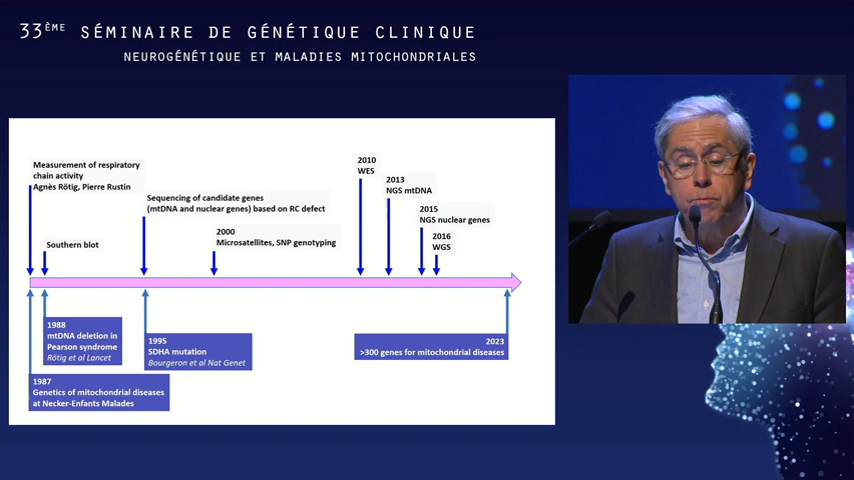 33ÈME SÉMINAIRE DE GÉNÉTIQUE CLINIQUE
NEUROGÉNÉTIQUE ET MALADIES MITOCHONDRIALES
Measurement of respiratory
chain activity
Agnès Rötig, Pierre Rustin
Southern blot
Sequencing of candidate genes
(mtDNA and nuclear genes) based on RC defect
2000
Microsatellites, SNP genotyping
2010
WES
2013
NGS mtDNA
2015
NGS nuclear genes
2016
WGS
1988
mtDNA deletion in
Pearson syndrome
Rötig et al Lancet
1995
SDHA mutation
Bourgeron et al Nat Genet
2023
>300 genes for mitochondrial diseases
1987
Genetics of mitochondrial diseases
at Necker-Enfants Malades